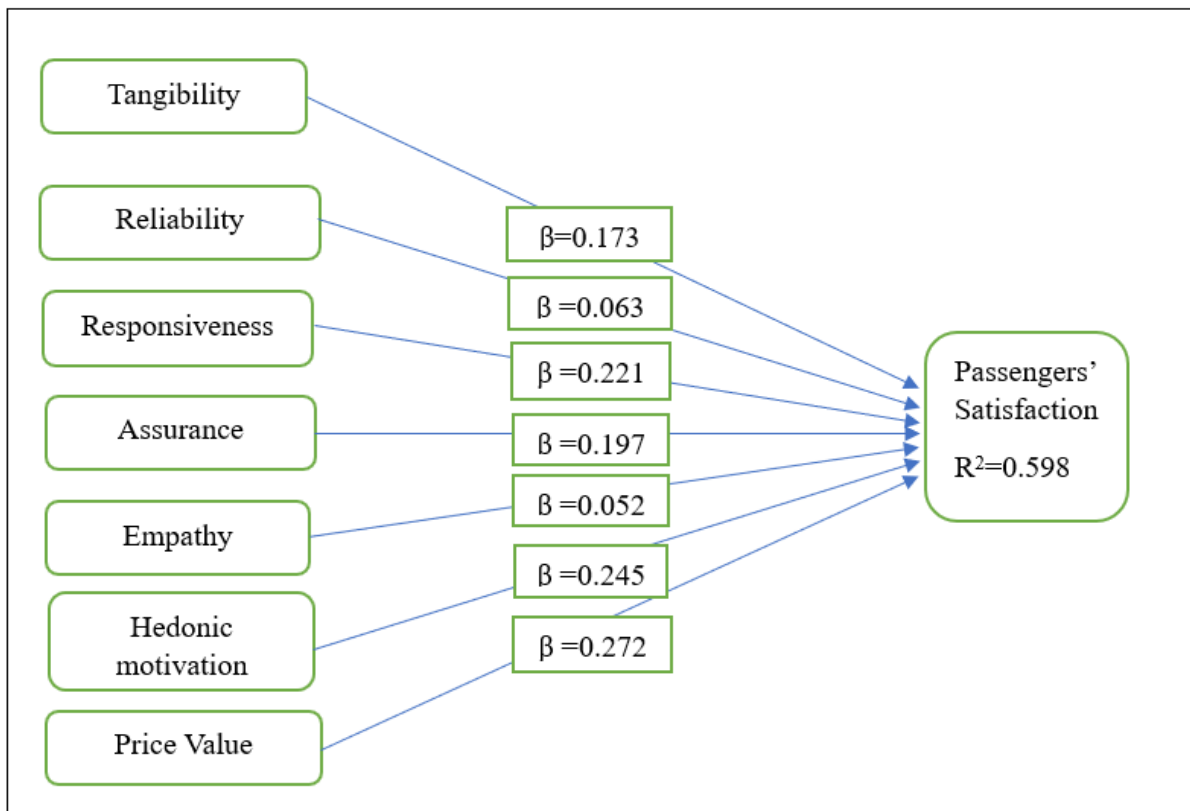 Tangibility
Reliability
Responsiveness
Assurance
Empathy
Hedonic
motivation
Price Value
β=0.173
β =0.063
β =0.221
β =0.197
β =0.052
β =0.245
β =0.272
Passengers’
Satisfaction
R²=0.598